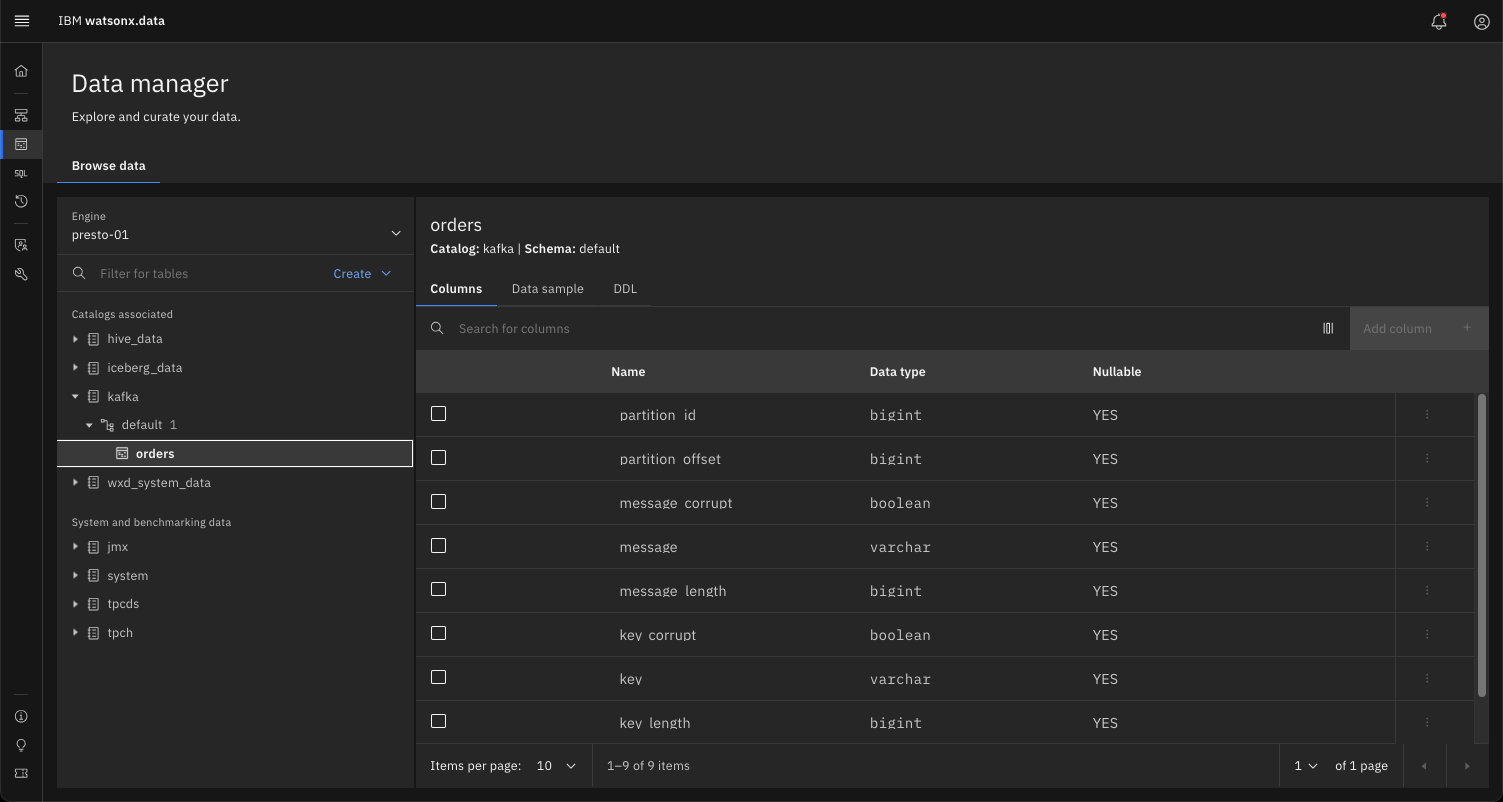 IBM watsonx.data
Data manager
Explore and curate your data.
Browse data
SQL
Engine
presto-01
Filter for tables
Create
Catalogs associated
hive_data
iceberg_data
kafka
default 1
orders
wxd_system_data
System and benchmarking data
jmx
system
tpcds
tpch
orders
Catalog: kafka | Schema: default
Columns Data sample DDL
Search for columns
Add column +
Name Data type Nullable
partition_id bigint YES
partition_offset bigint YES
message_corrupt boolean YES
message varchar YES
message_length bigint YES
key_corrupt boolean YES
key varchar YES
key_length bigint YES
Items per page: 10 1–9 of 9 items 1 of 1 page